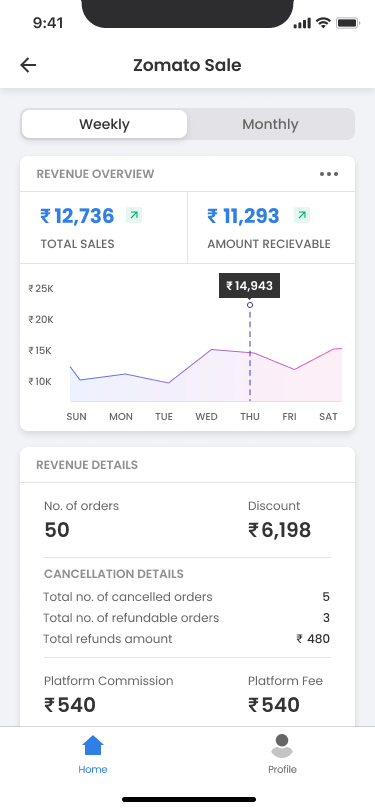 9:41
Zomato Sale
Weekly Monthly
REVENUE OVERVIEW
₹12,736 ₹11,293
TOTAL SALES AMOUNT RECIEVABLE
₹14,943
₹25K
₹20K
₹15K
₹10K
SUN MON TUE WED THU FRI SAT
REVENUE DETAILS
No. of orders Discount
50 ₹6,198
CANCELLATION DETAILS
Total no. of cancelled orders 5
Total no. of refundable orders 3
Total refunds amount ₹ 480
Platform Commission Platform Fee
₹540 ₹540
Home Profile